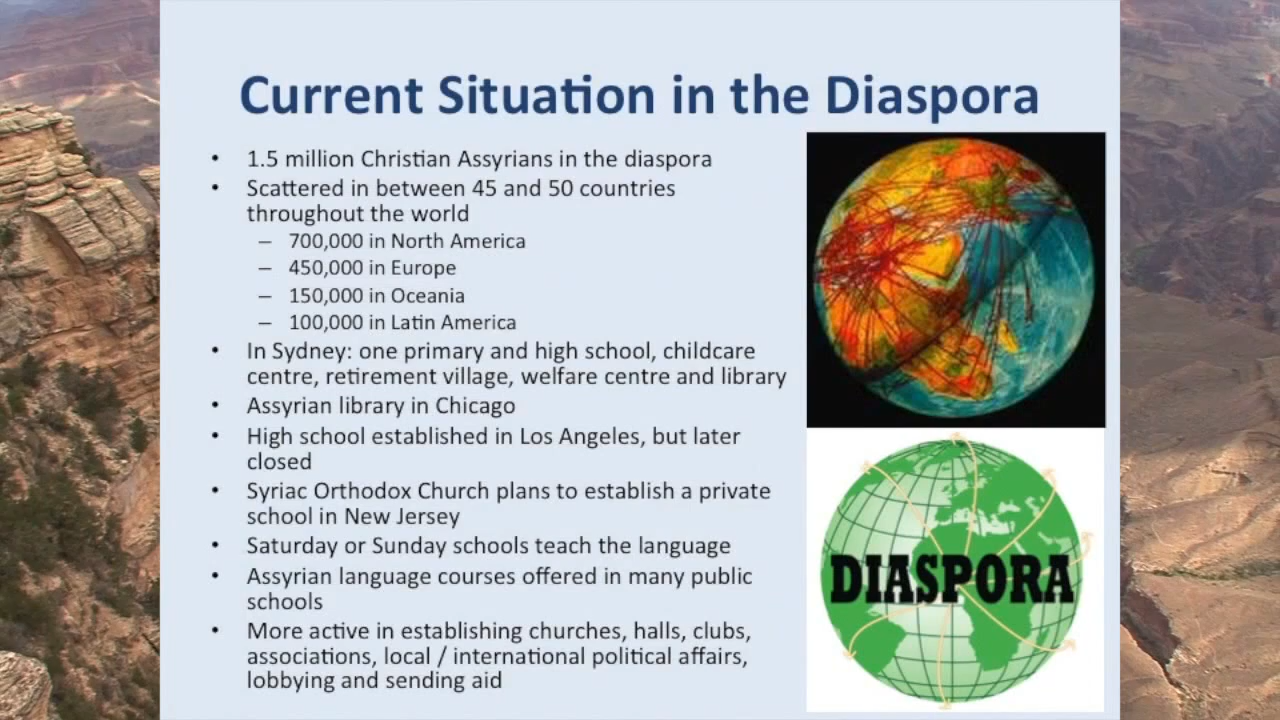 Current Situation in the Diaspora
• 1.5 million Christian Assyrians in the diaspora
• Scattered in between 45 and 50 countries
throughout the world
– 700,000 in North America
– 450,000 in Europe
– 150,000 in Oceania
– 100,000 in Latin America
• In Sydney: one primary and high school, childcare
centre, retirement village, welfare centre and library
• Assyrian library in Chicago
• High school established in Los Angeles, but later
closed
• Syriac Orthodox Church plans to establish a private
school in New Jersey
• Saturday or Sunday schools teach the language
• Assyrian language courses offered in many public
schools
• More active in establishing churches, halls, clubs,
associations, local / international political affairs,
lobbying and sending aid
DIASPORA